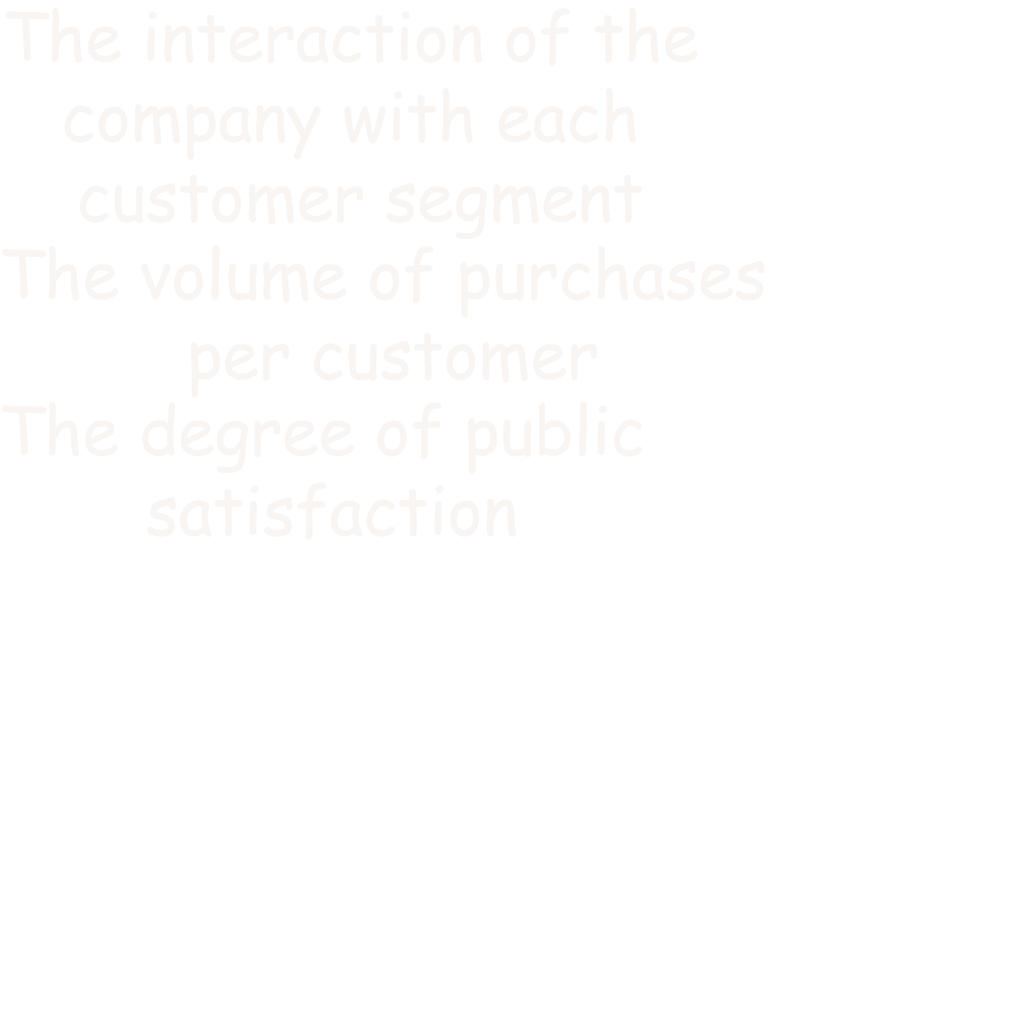 The interaction of the
company with each
customer segment
The volume of purchases
per customer
The degree of public
satisfaction